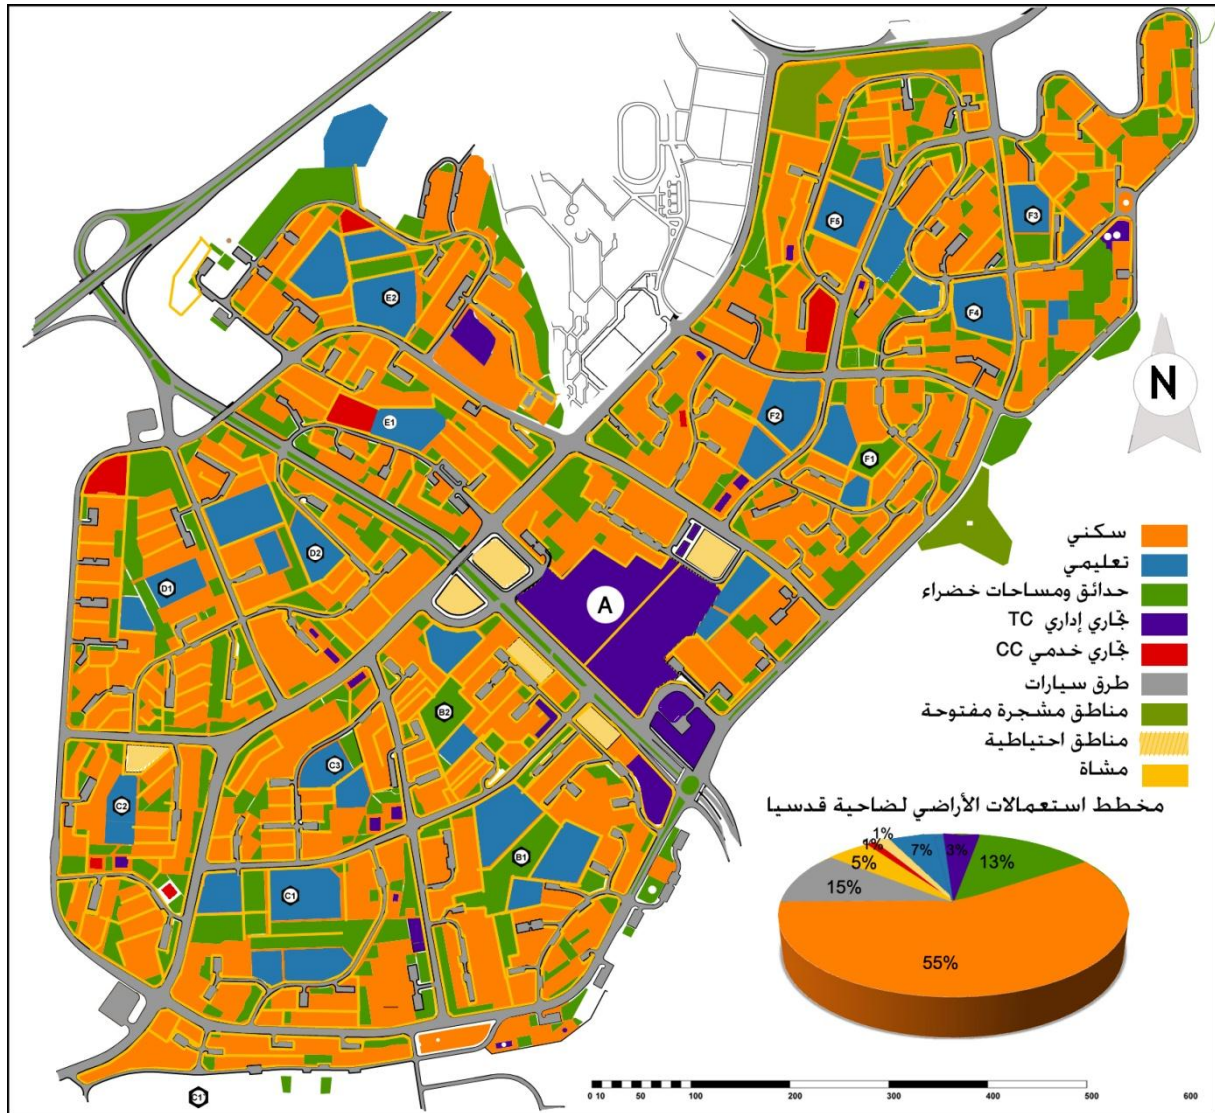 F5
F3
E2
F4
E1
F2
F1
N
D2
D1
A
B2
C3
C2
B1
C1
C1
سكني
تعليمي
حدائق ومساحات خضراء
تجاري إداري TC
تجاري خدمي CC
طرق سيارات
مناطق مشجرة مفتوحة
مناطق احتياطية
مشاة
مخطط استعمالات الأراضي لضاحية قدسيا
1%
1%
7%
3%
13%
5%
15%
55%
0 10 50 100 200 300 400 500 600